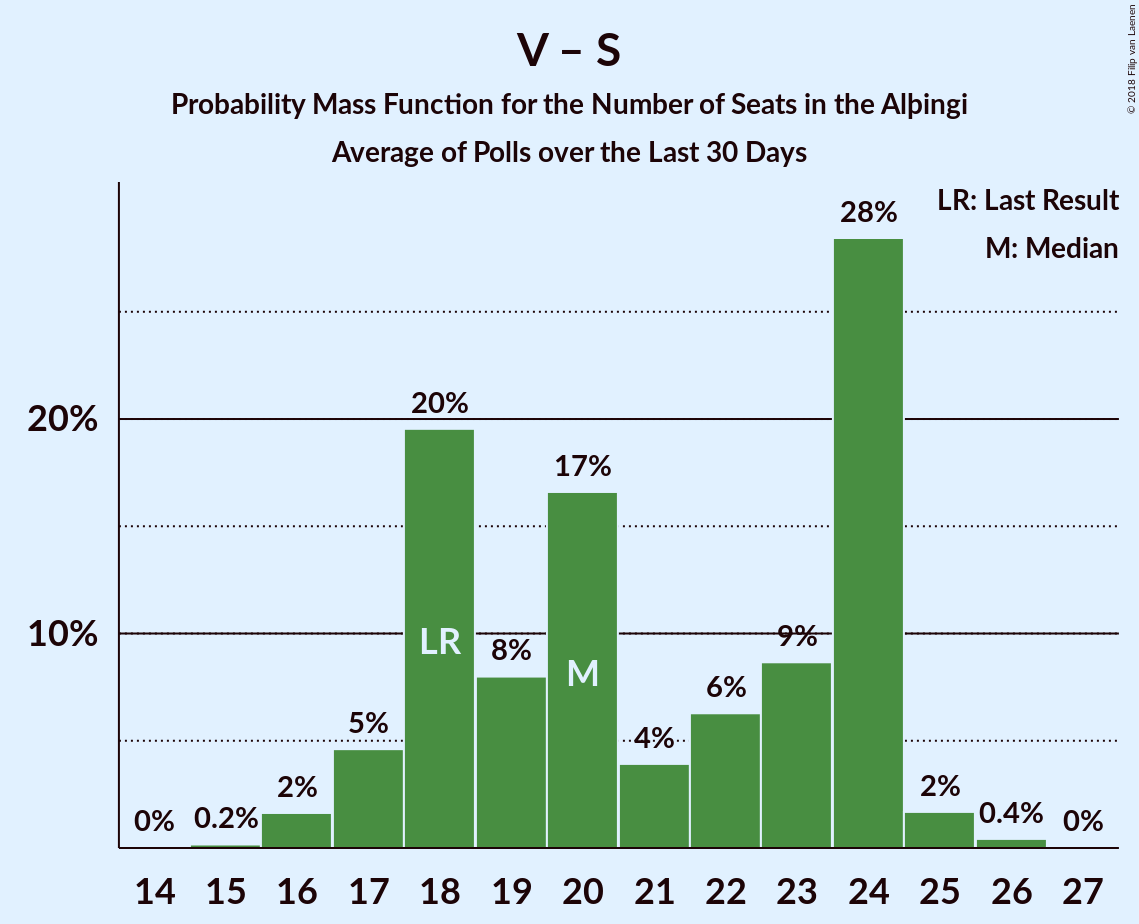 V – S
Probability Mass Function for the Number of Seats in the Alþingi
Average of Polls over the Last 30 Days
© 2018 Filip van Laenen
LR: Last Result
M: Median
20%
10%
0%
0.2%
2%
5%
20%
8%
17%
4%
6%
9%
28%
2%
0.4%
0%
LR
M
14 15 16 17 18 19 20 21 22 23 24 25 26 27